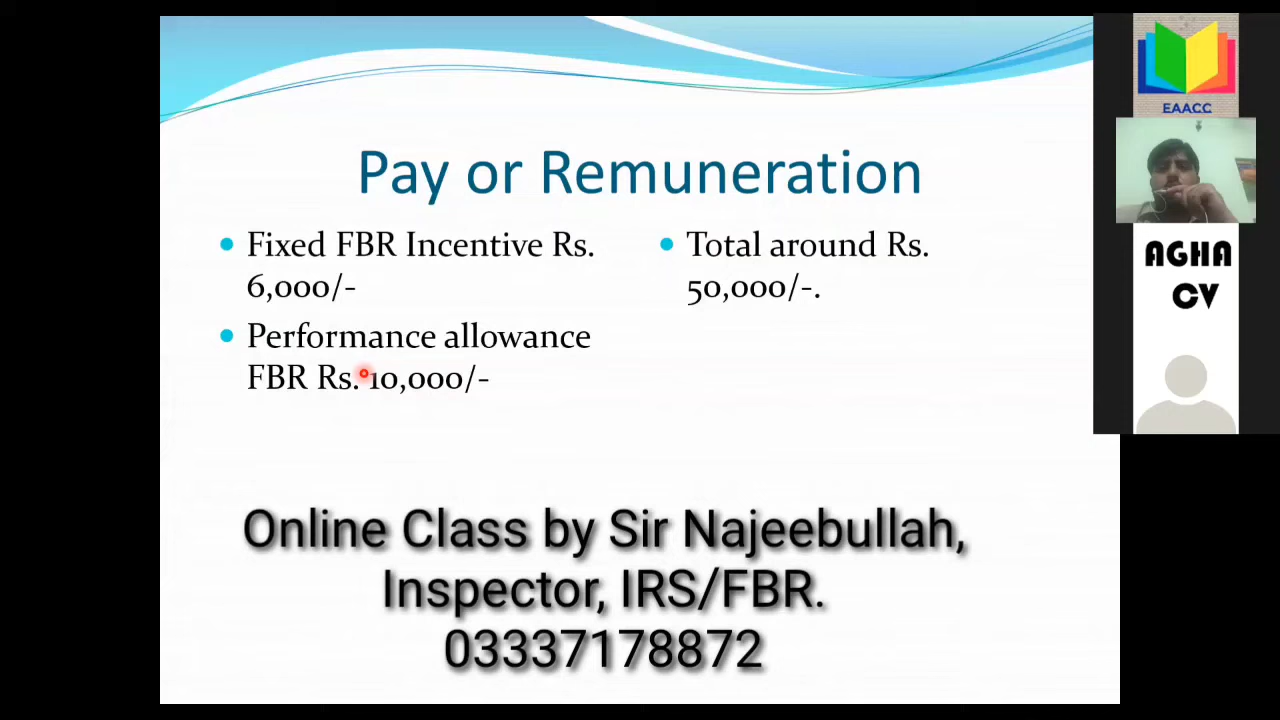 Pay or Remuneration
Fixed FBR Incentive Rs.
6,000/-
Performance allowance
FBR Rs. 10,000/-
Total around Rs.
50,000/-.
Online Class by Sir Najeebullah,
Inspector, IRS/FBR.
03337178872
EAACC
AGHA
CV